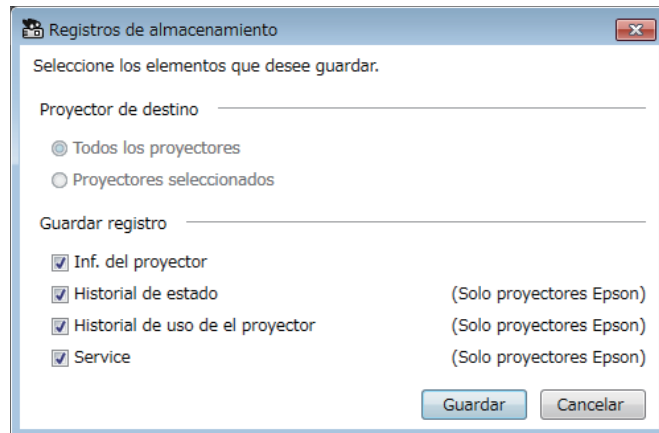 Registros de almacenamiento
Seleccione los elementos que desee guardar.
Proyector de destino
Todos los proyectores
Proyectores seleccionados
Guardar registro
Inf. del proyector
Historial de estado (Solo proyectores Epson)
Historial de uso de el proyector (Solo proyectores Epson)
Service (Solo proyectores Epson)
Guardar Cancelar